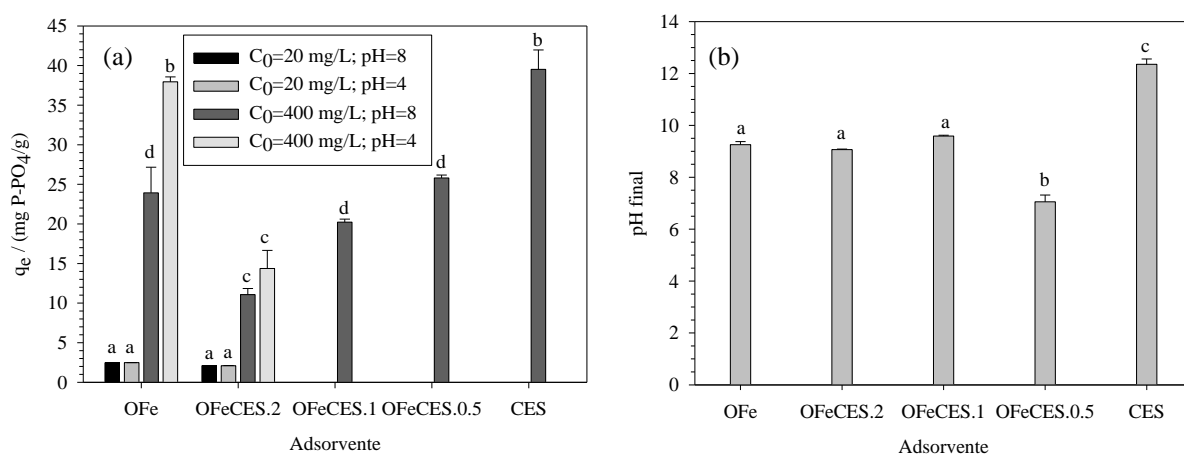 (a)
C0=20 mg/L; pH=8
C0=20 mg/L; pH=4
C0=400 mg/L; pH=8
C0=400 mg/L; pH=4
qe / (mg P-PO4/g)
45
40
35
30
25
20
15
10
5
0
a a d b
a a c c
d
d
b
OFe OFeCES.2 OFeCES.1 OFeCES.0.5 CES
Adsorvente
(b)
pH final
14
12
10
8
6
4
2
0
a a a b c
OFe OFeCES.2 OFeCES.1 OFeCES.0.5 CES
Adsorvente